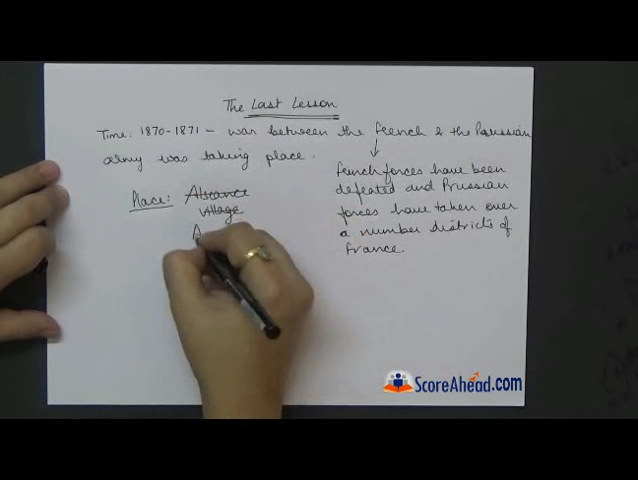 The Last Lesson
Time: 1870-1871 - war between the french & the Prussian
army was taking place.
french forces have been
defeated and Prussian
forces have taken over
a number districts of
france.
Place: Alscance
village
A
ScoreAhead.com